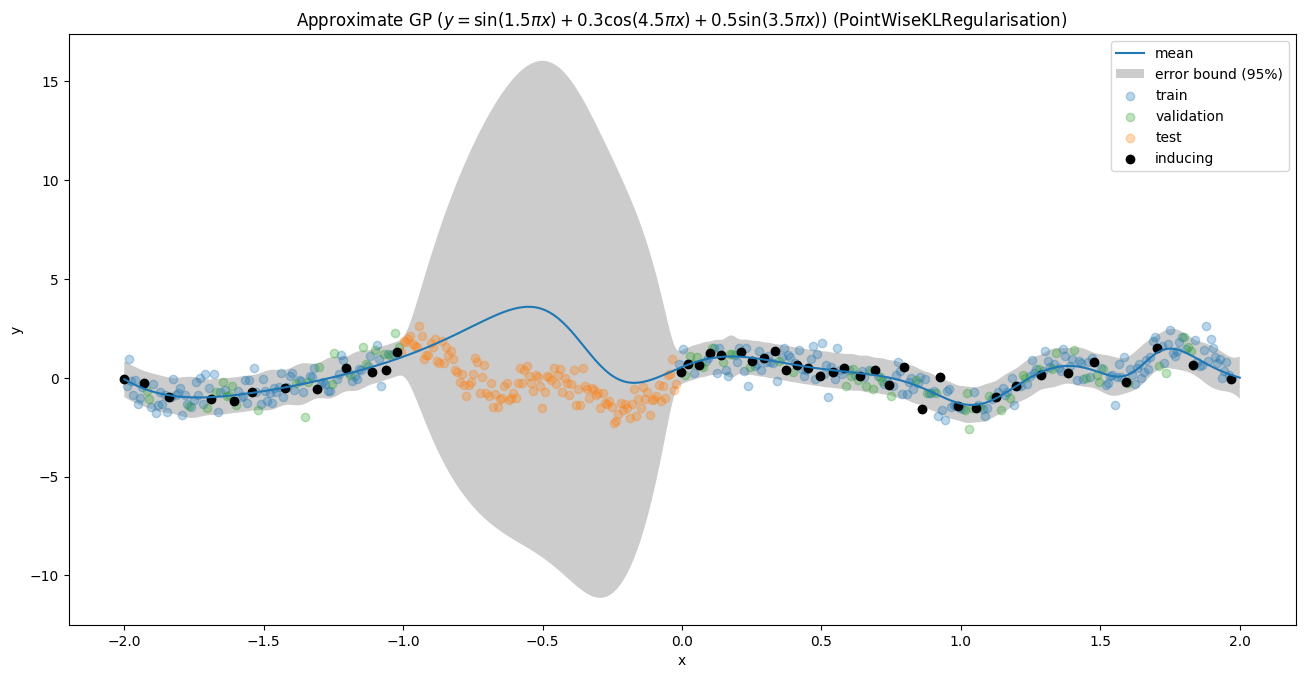 Approximate GP (y = sin(1.5πx) + 0.3cos(4.5πx) + 0.5sin(3.5πx)) (PointWiseKLRegularisation)
mean
error bound (95%)
train
validation
test
inducing
15
10
5
0
−5
−10
y
−2.0 −1.5 −1.0 −0.5 0.0 0.5 1.0 1.5 2.0
x